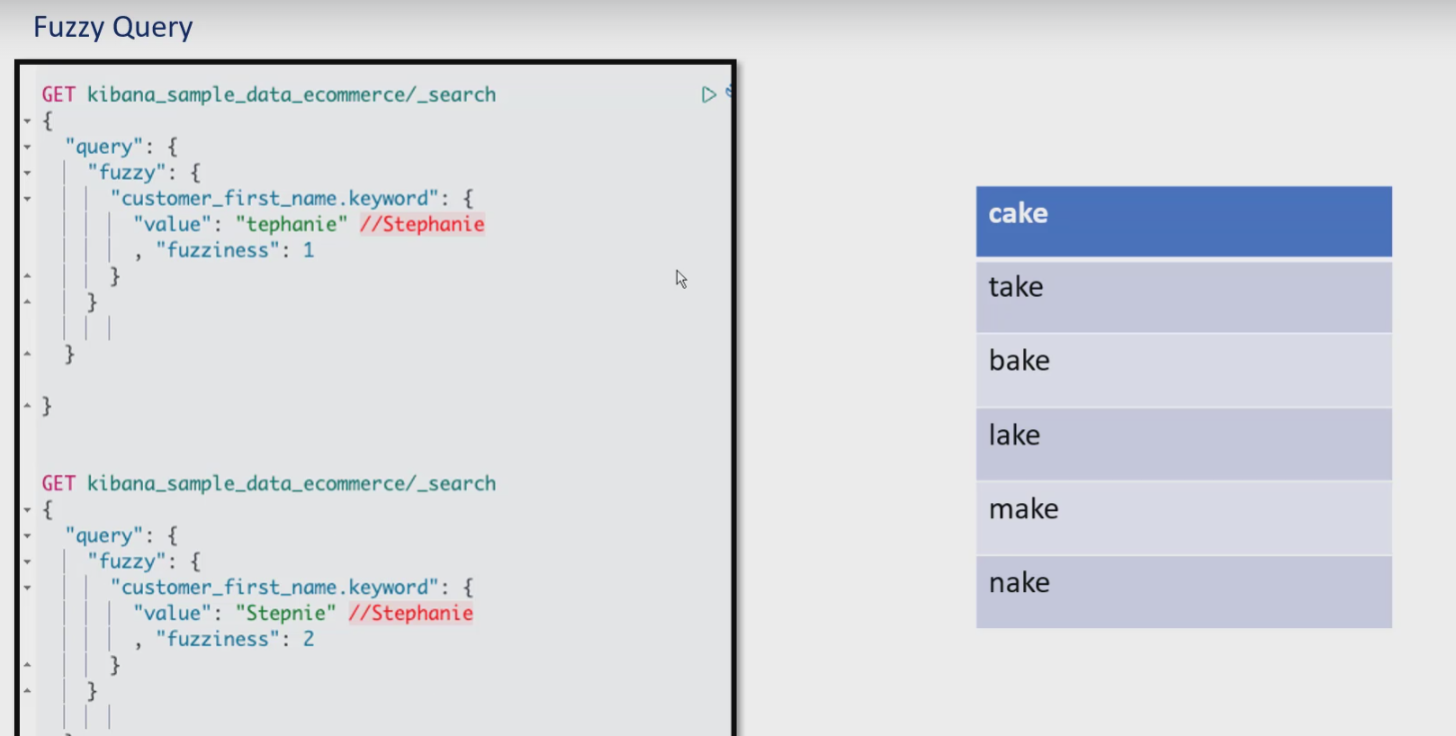 Fuzzy Query
GET kibana_sample_data_ecommerce/_search
{
"query": {
"fuzzy": {
"customer_first_name.keyword": {
"value": "tephanie" //Stephanie
, "fuzziness": 1
}
}
}
}
GET kibana_sample_data_ecommerce/_search
{
"query": {
"fuzzy": {
"customer_first_name.keyword": {
"value": "Stepnie" //Stephanie
, "fuzziness": 2
}
}
cake
take
bake
lake
make
nake